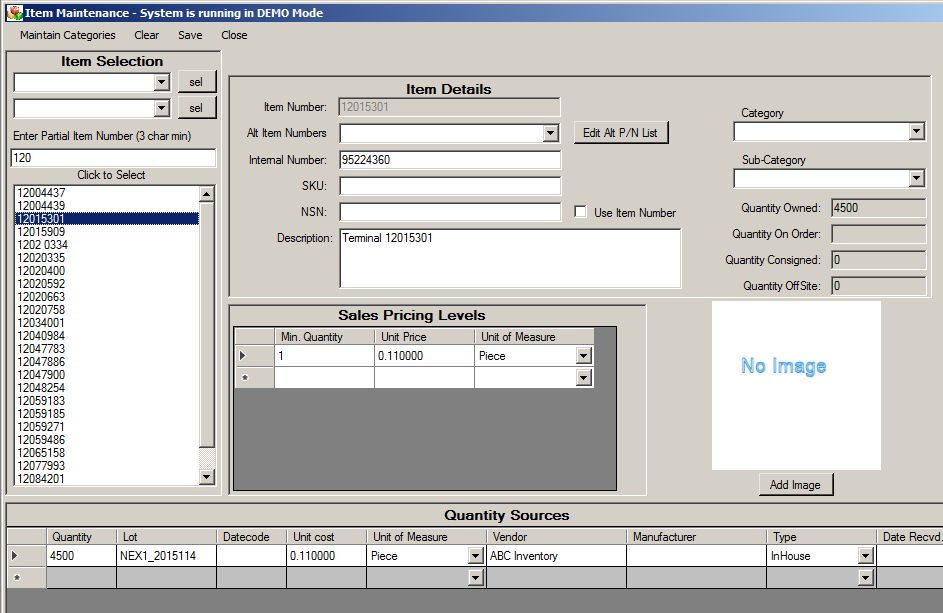 Item Maintenance - System is running in DEMO Mode
Maintain Categories Clear Save Close
Item Selection
sel
sel
Enter Partial Item Number (3 char min)
120
Click to Select
12004437
12004439
12015301
12015909
1202 0334
12020335
12020400
12020592
12020663
12020758
12034001
12040984
12047783
12047886
12047900
12048254
12059183
12059185
12059271
12059486
12065158
12077993
12084201
Item Details
Item Number: 12015301
Alt Item Numbers Edit Alt P/N List
Internal Number: 95224360
SKU:
NSN: Use Item Number
Description: Terminal 12015301
Category
Sub-Category
Quantity Owned: 4500
Quantity On Order:
Quantity Consigned: 0
Quantity OffSite: 0
Sales Pricing Levels
Min. Quantity Unit Price Unit of Measure
1 0.110000 Piece
*
No Image
Add Image
Quantity Sources
Quantity Lot Datecode Unit cost Unit of Measure Vendor Manufacturer Type Date Recvd.
4500 NEX1_2015114 0.110000 Piece ABC Inventory InHouse
*